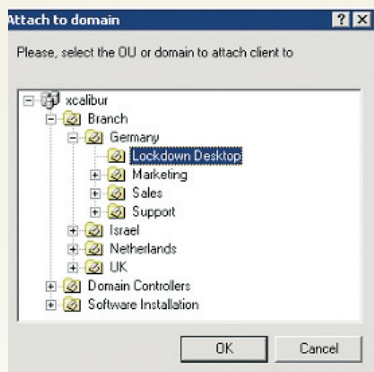 Attach to domain
Please, select the OU or domain to attach client to
xcalibur
Branch
Germany
Lockdown Desktop
Marketing
Sales
Support
Israel
Netherlands
UK
Domain Controllers
Software Installation
OK Cancel